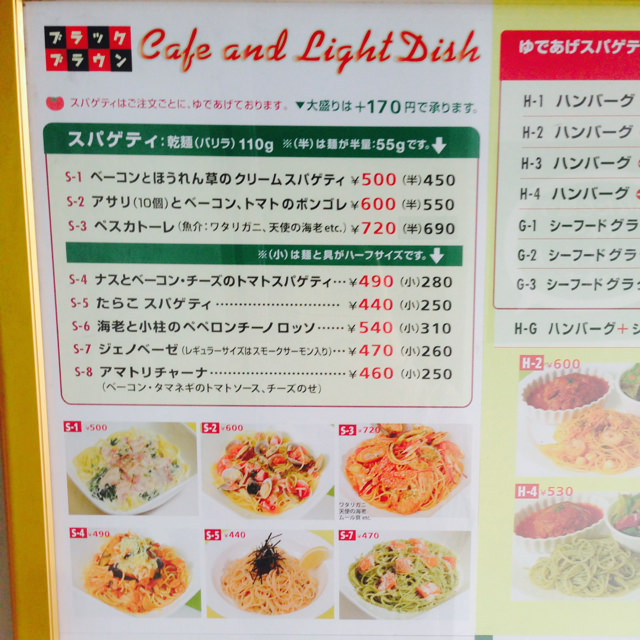 ブラック
ブラウン
Cafe and Light Dish
スパゲティはご注文ごとに、ゆであげております。▼大盛りは+170円で承ります。
スパゲティ:乾麺(バリラ)110g ※(半)は麺が半量:55gです。
S-1 ベーコンとほうれん草のクリームスパゲティ ¥500 (半)450
S-2 アサリ(10個)とベーコン、トマトのボンゴレ ¥600 (半)550
S-3 ペスカトーレ(魚介:ワタリガニ、天使の海老etc.) ¥720 (半)690
※(小)は麺と具がハーフサイズです。
S-4 ナスとベーコン・チーズのトマトスパゲティ… ¥490 (小)280
S-5 たらこ スパゲティ………………… ¥440 (小)250
S-6 海老と小柱のペペロンチーノ ロッソ…… ¥540 (小)310
S-7 ジェノベーゼ(レギュラーサイズはスモークサーモン入り)… ¥470 (小)260
S-8 アマトリチャーナ………………… ¥460 (小)250
(ベーコン・タマネギのトマトソース、チーズのせ)
S-1 ¥500
S-2 ¥600
S-3 ¥720
ワタリガニ
天使の海老
ムール貝 etc.
S-4 ¥490
S-5 ¥440
S-7 ¥470
ゆであげスパゲテ
H-1 ハンバーグ
H-2 ハンバーグ
H-3 ハンバーグ
H-4 ハンバーグ
G-1 シーフードグラ
G-2 シーフードグラ
G-3 シーフードグラ
H-G ハンバーグ+シ
H-2 ¥600
H-4 ¥530